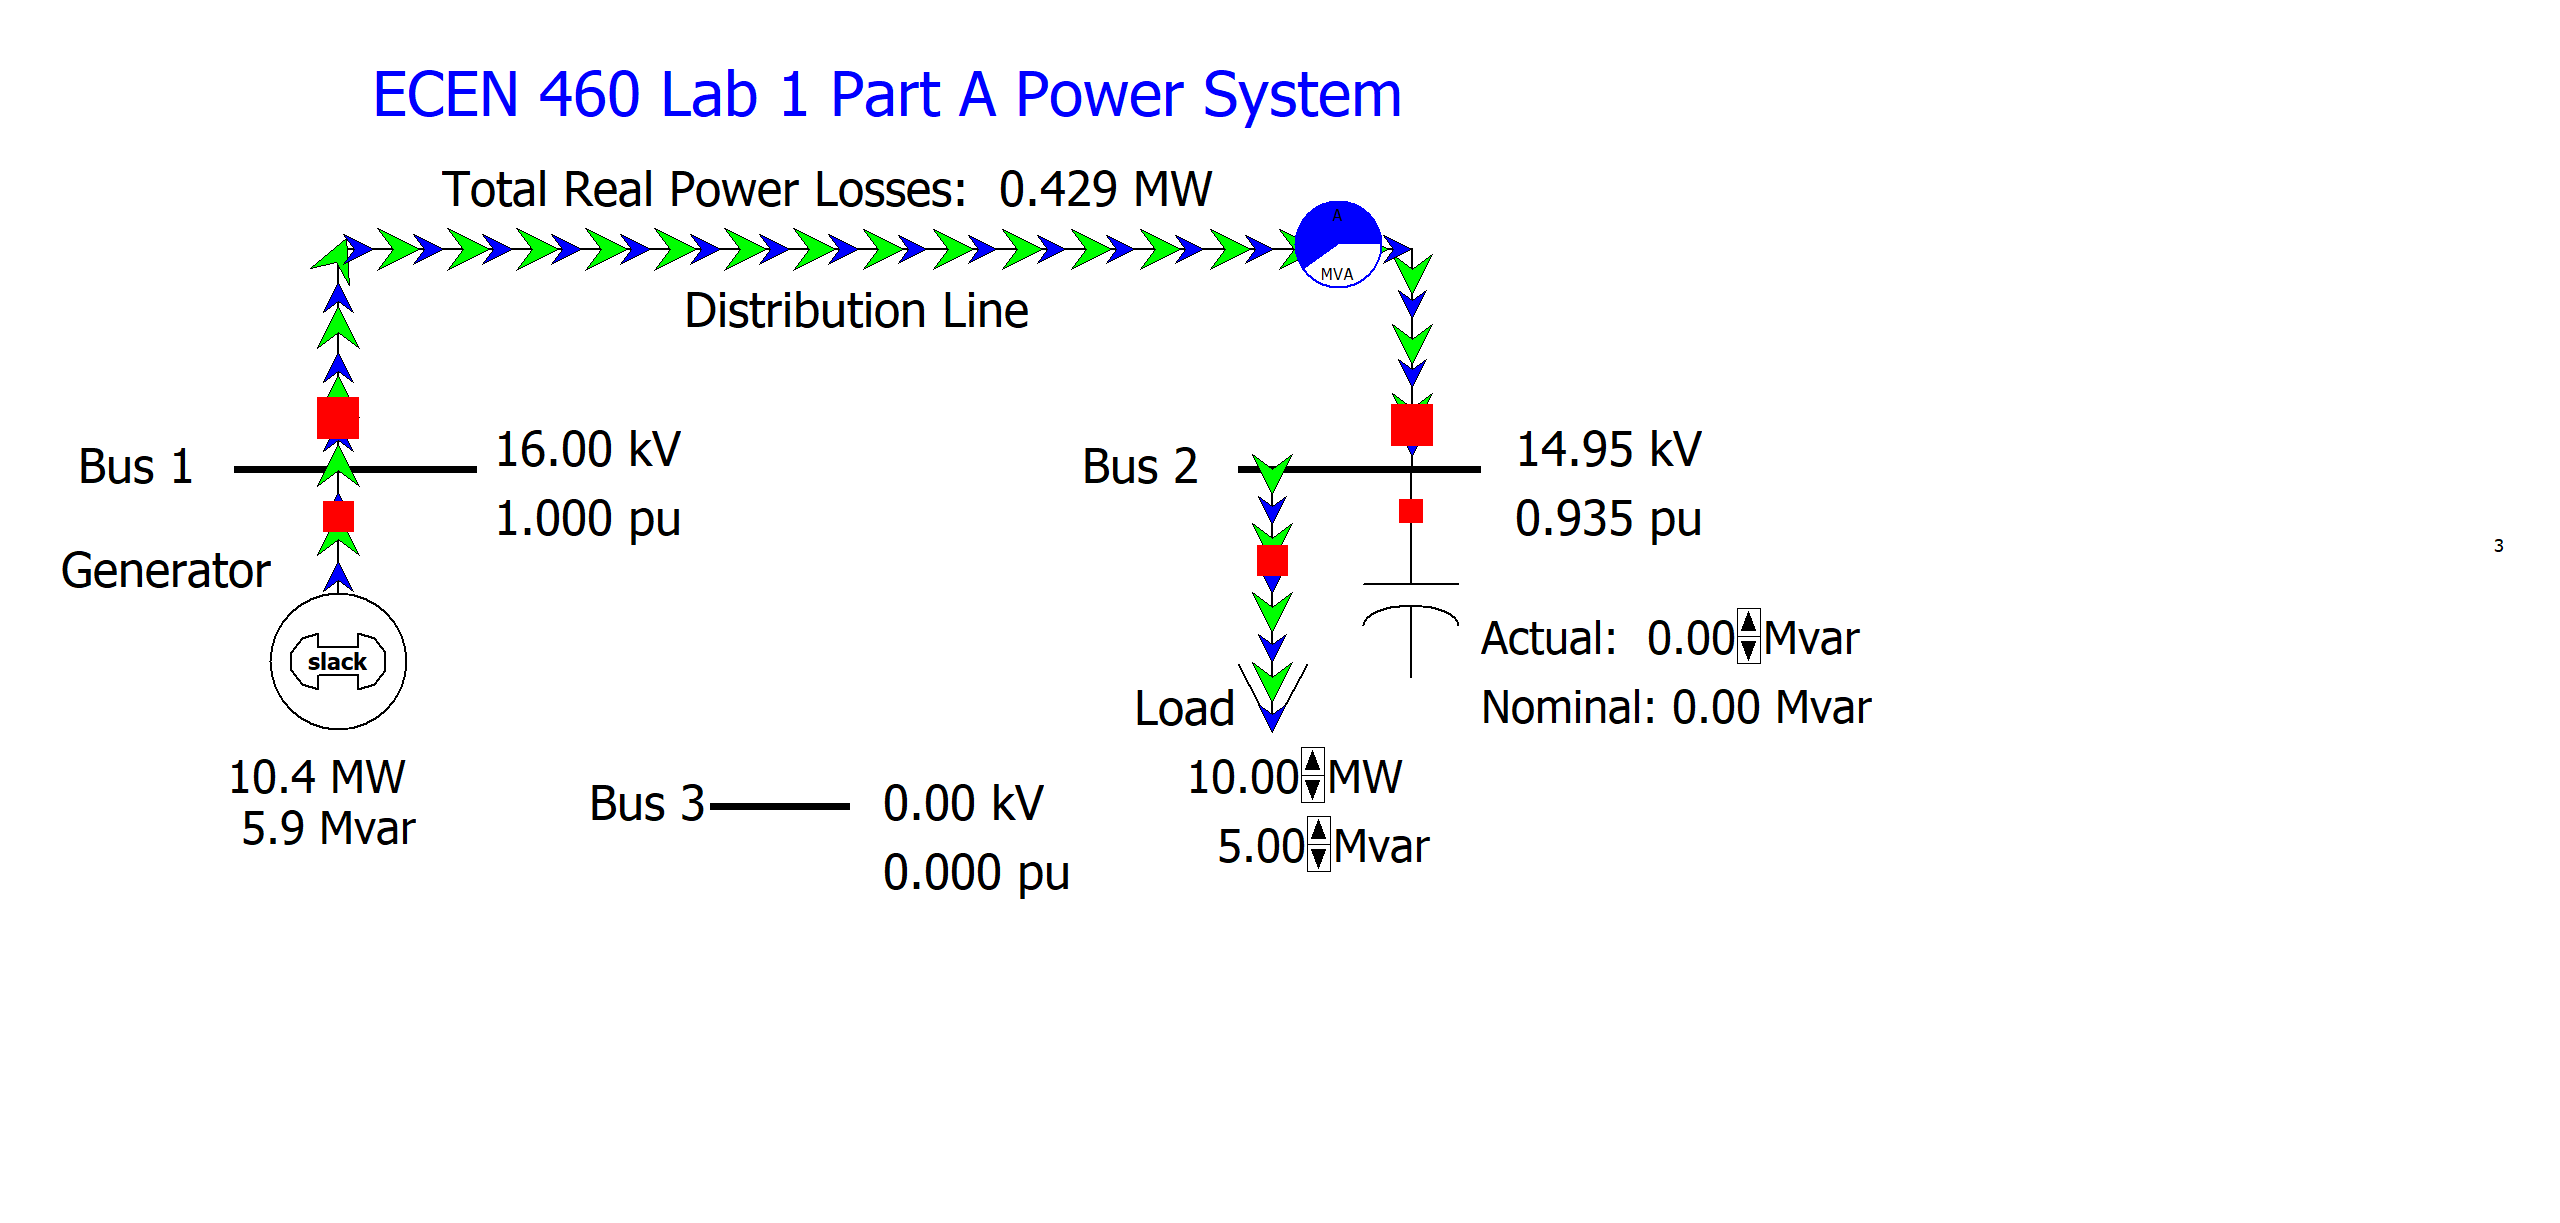 ECEN 460 Lab 1 Part A Power System
Total Real Power Losses: 0.429 MW
A
MVA
Distribution Line
Bus 1
16.00 kV
1.000 pu
Generator
slack
10.4 MW
5.9 Mvar
Bus 2
14.95 kV
0.935 pu
3
Actual: 0.00 Mvar
Nominal: 0.00 Mvar
Load
10.00 MW
5.00 Mvar
Bus 3
0.00 kV
0.000 pu